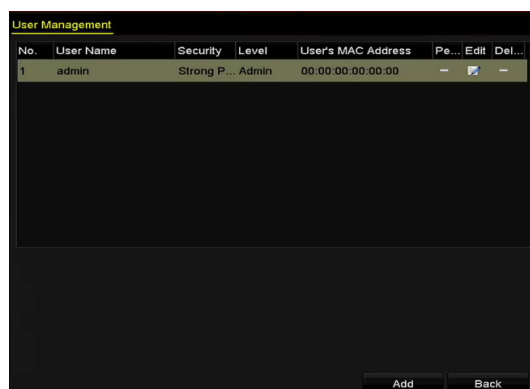 User Management
No. User Name Security Level User's MAC Address Pe... Edit Del...
1 admin Strong P... Admin 00:00:00:00:00:00 — —
Add Back